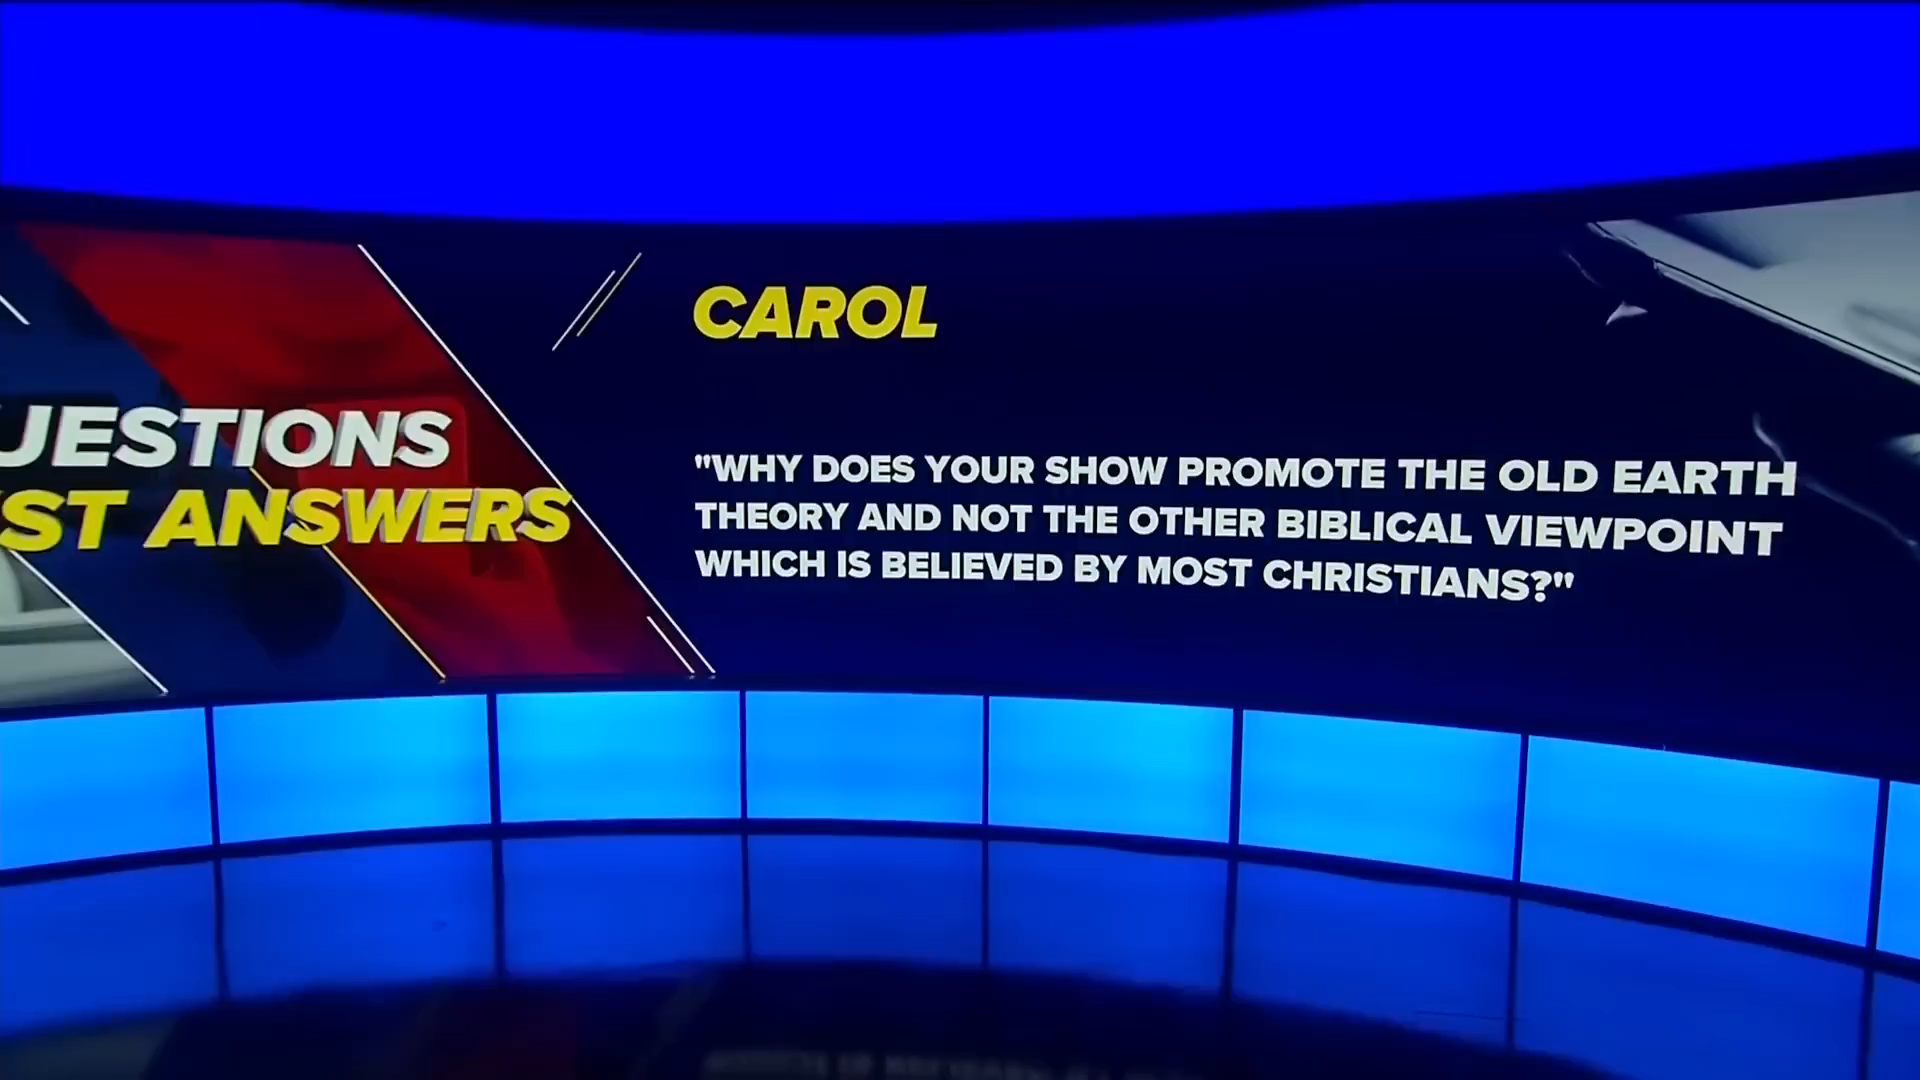 UESTIONS
ST ANSWERS
CAROL
"WHY DOES YOUR SHOW PROMOTE THE OLD EARTH
THEORY AND NOT THE OTHER BIBLICAL VIEWPOINT
WHICH IS BELIEVED BY MOST CHRISTIANS?"